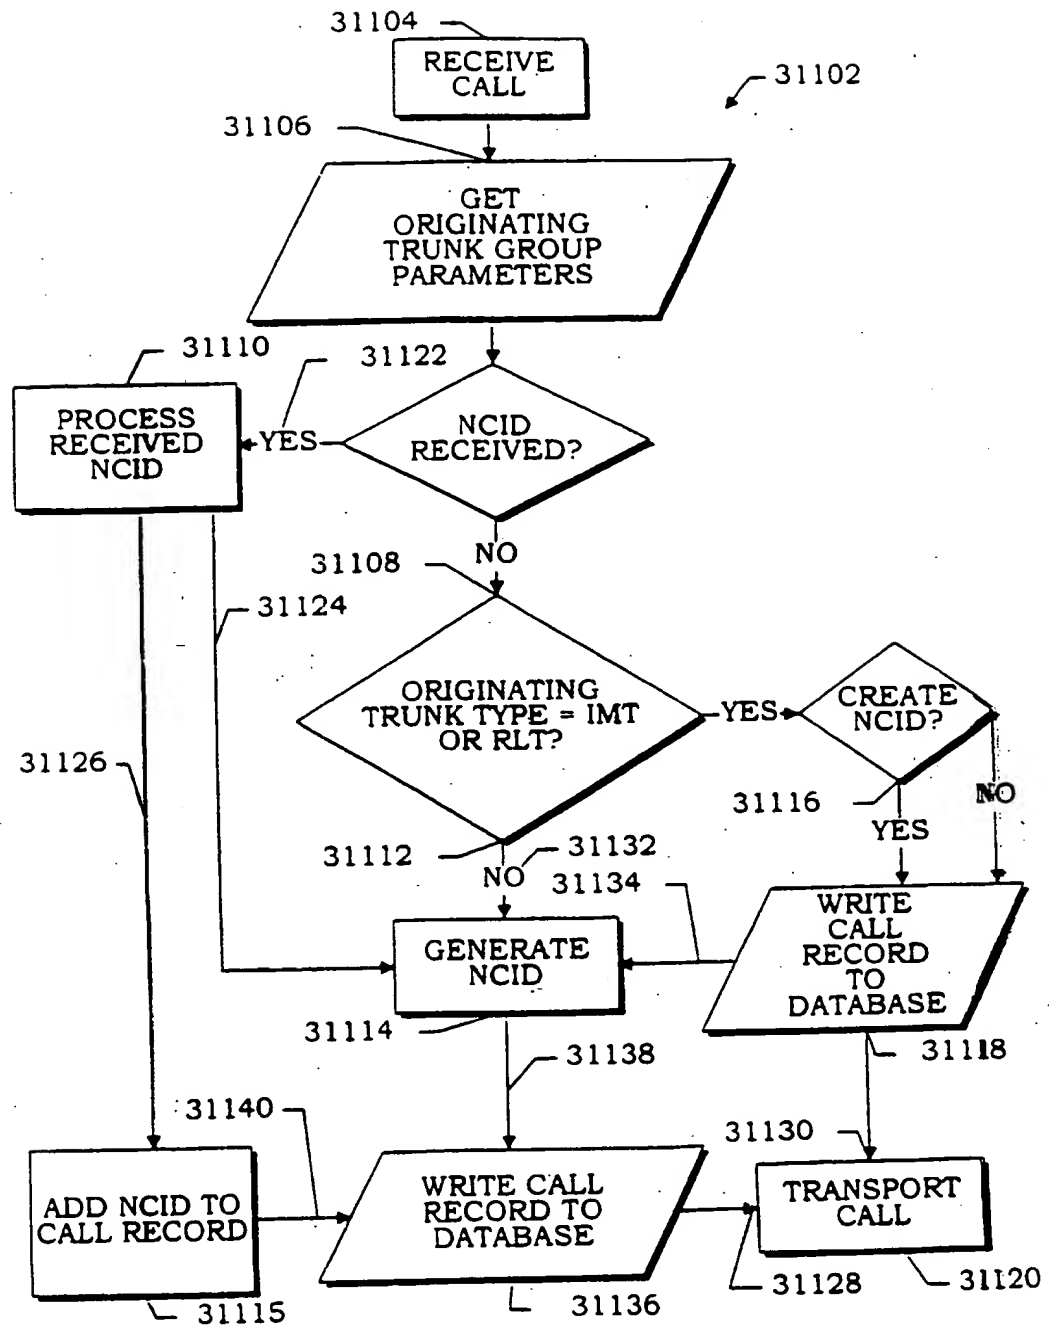 31104
RECEIVE
CALL
31102
31106
GET
ORIGINATING
TRUNK GROUP
PARAMETERS
31110
31122
PROCESS
RECEIVED
NCID
YES
NCID
RECEIVED?
NO
31108
31124
ORIGINATING
TRUNK TYPE = IMT
OR RLT?
YES
CREATE
NCID?
31126
31116
NO
YES
31112
31132
NO
31134
WRITE
CALL
RECORD
TO
DATABASE
GENERATE
NCID
31114
31138
31118
31140
31130
ADD NCID TO
CALL RECORD
WRITE CALL
RECORD TO
DATABASE
TRANSPORT
CALL
31128
31120
31115
31136